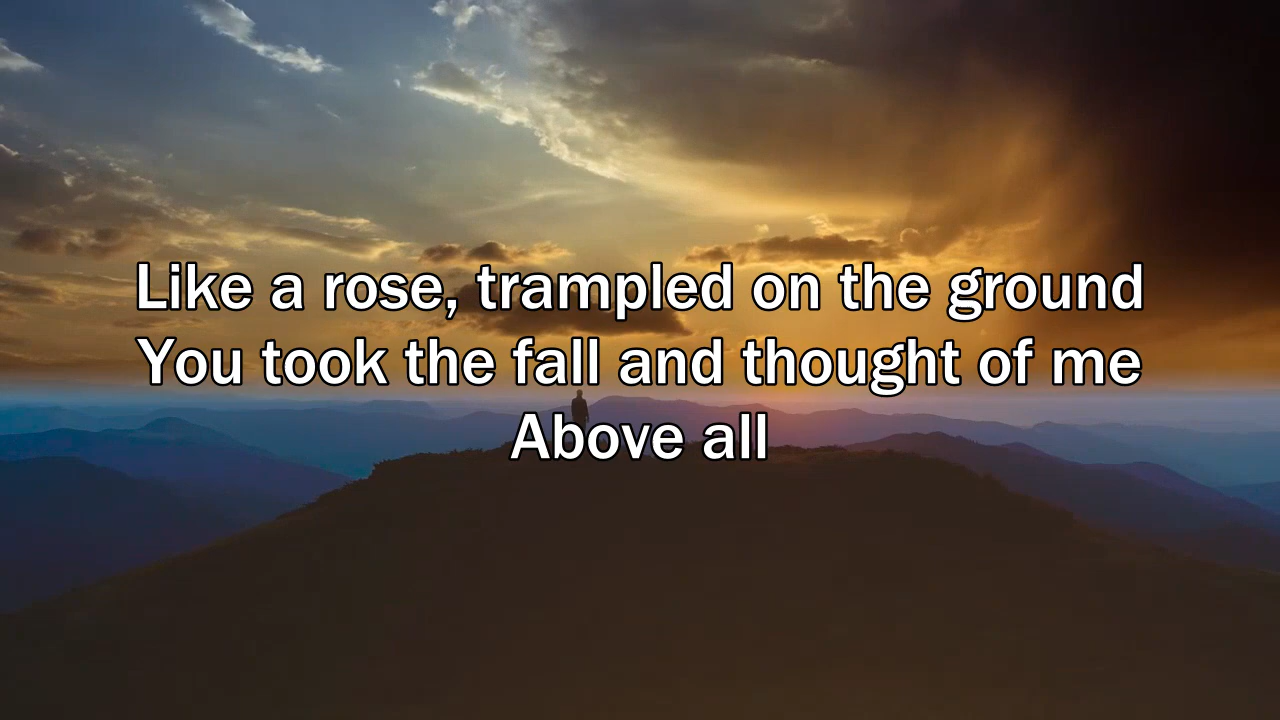 Like a rose, trampled on the ground
You took the fall and thought of me
Above all